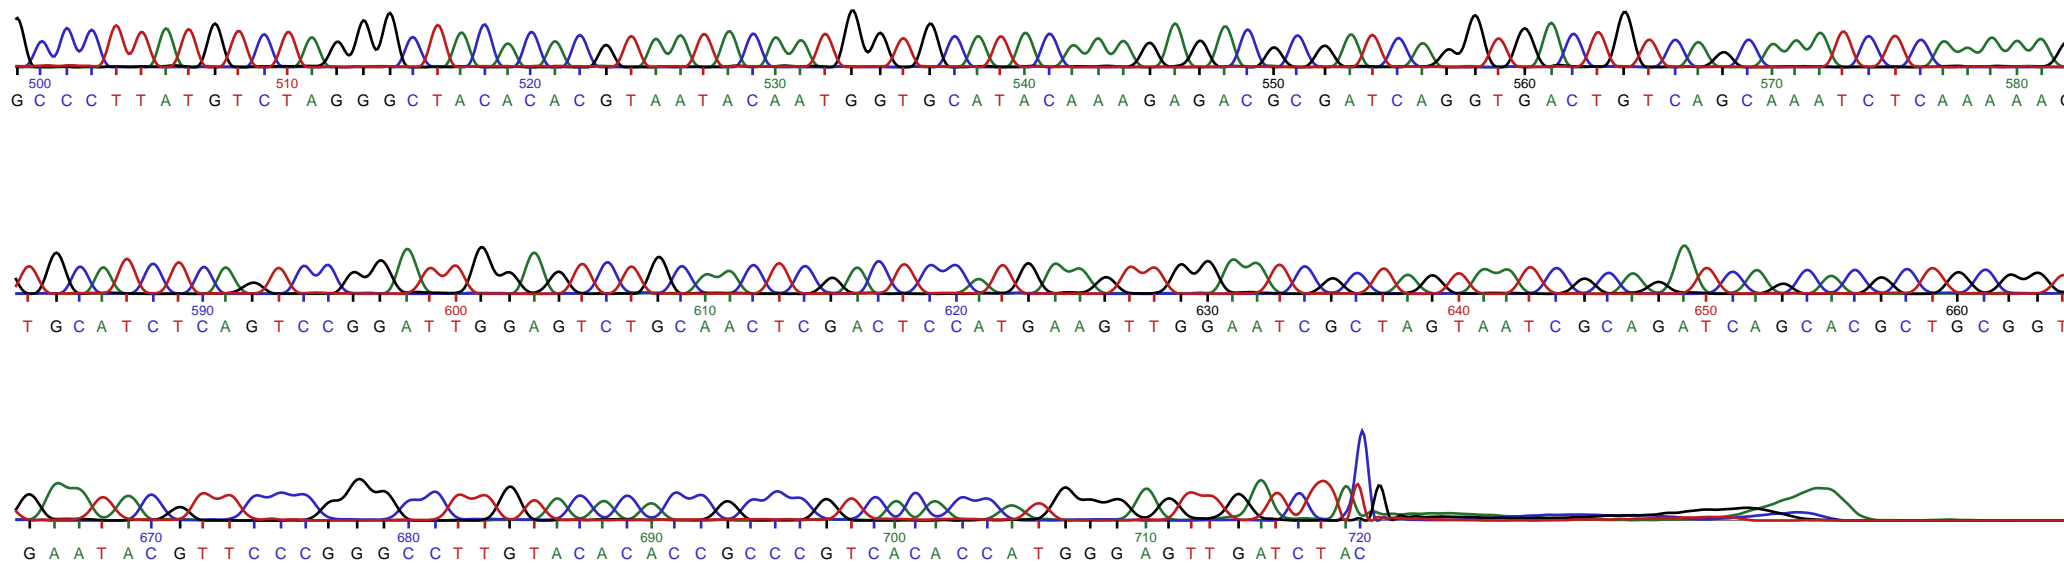 500 510 520 530 540 550 560 570 580
G C C C T T A T G T C T A G G G C T A C A C A C G T A A T A C A A T G G T G C A T A C A A A G A G A C G C G A T C A G G T G A C T G T C A G C A A A T C T C A A A A A G
590 600 610 620 630 640 650 660
T G C A T C T C A G T C C G G A T T G G A G T C T G C A A C T C G A C T C C A T G A A G T T G G A A T C G C T A G T A A T C G C A G A T C A G C A C G C T G C G G T
670 680 690 700 710 720
G A A T A C G T T C C C G G G C C T T G T A C A C A C C G C C C G T C A C A C C A T G G G A G T T G A T C T A C